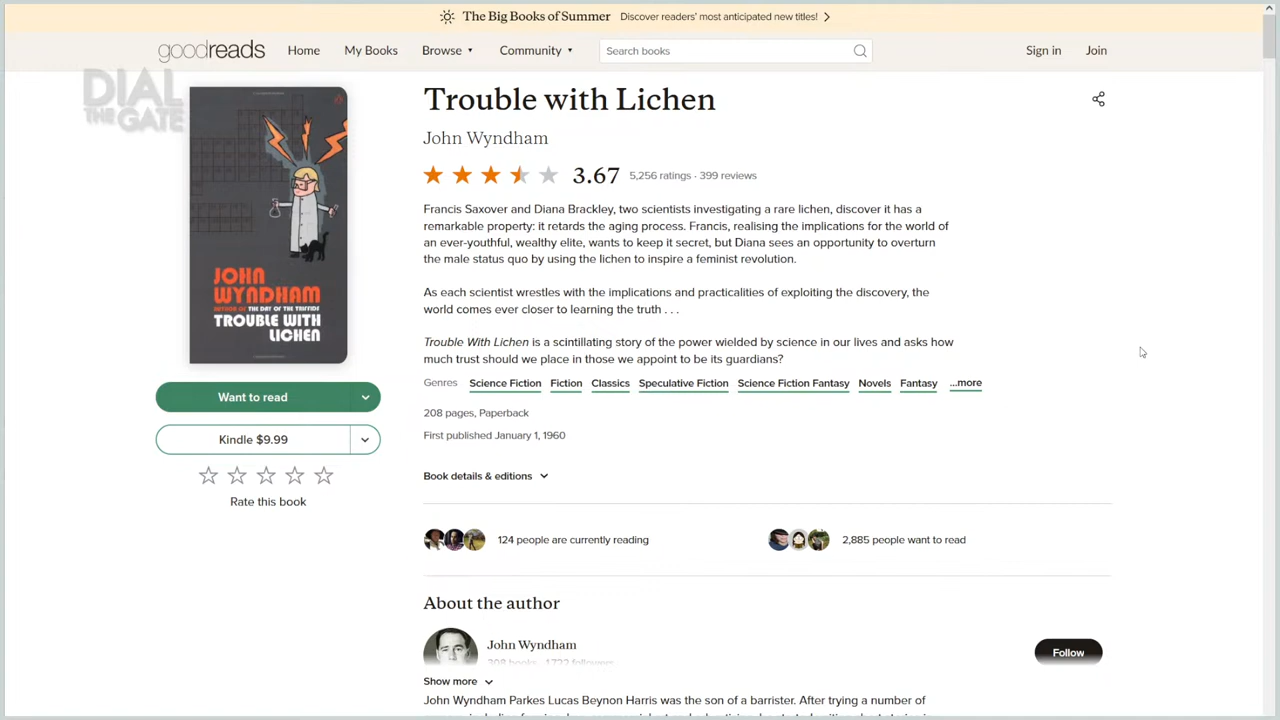 The Big Books of Summer Discover readers' most anticipated new titles!
goodreads Home My Books Browse Community Search books Sign in Join
DIAL
THE GATE
Trouble with Lichen
John Wyndham
3.67 5,256 ratings · 399 reviews
Francis Saxover and Diana Brackley, two scientists investigating a rare lichen, discover it has a
remarkable property: it retards the aging process. Francis, realising the implications for the world of
an ever-youthful, wealthy elite, wants to keep it secret, but Diana sees an opportunity to overturn
the male status quo by using the lichen to inspire a feminist revolution.
As each scientist wrestles with the implications and practicalities of exploiting the discovery, the
world comes ever closer to learning the truth . . .
Trouble With Lichen is a scintillating story of the power wielded by science in our lives and asks how
much trust should we place in those we appoint to be its guardians?
JOHN
WYNDHAM
AUTHOR OF THE DAY OF THE TRIFFIDS
TROUBLE WITH
LICHEN
Want to read
Kindle $9.99
Rate this book
Genres Science Fiction Fiction Classics Speculative Fiction Science Fiction Fantasy Novels Fantasy ...more
208 pages, Paperback
First published January 1, 1960
Book details & editions
124 people are currently reading 2,885 people want to read
About the author
John Wyndham
Follow
Show more
John Wyndham Parkes Lucas Beynon Harris was the son of a barrister. After trying a number of